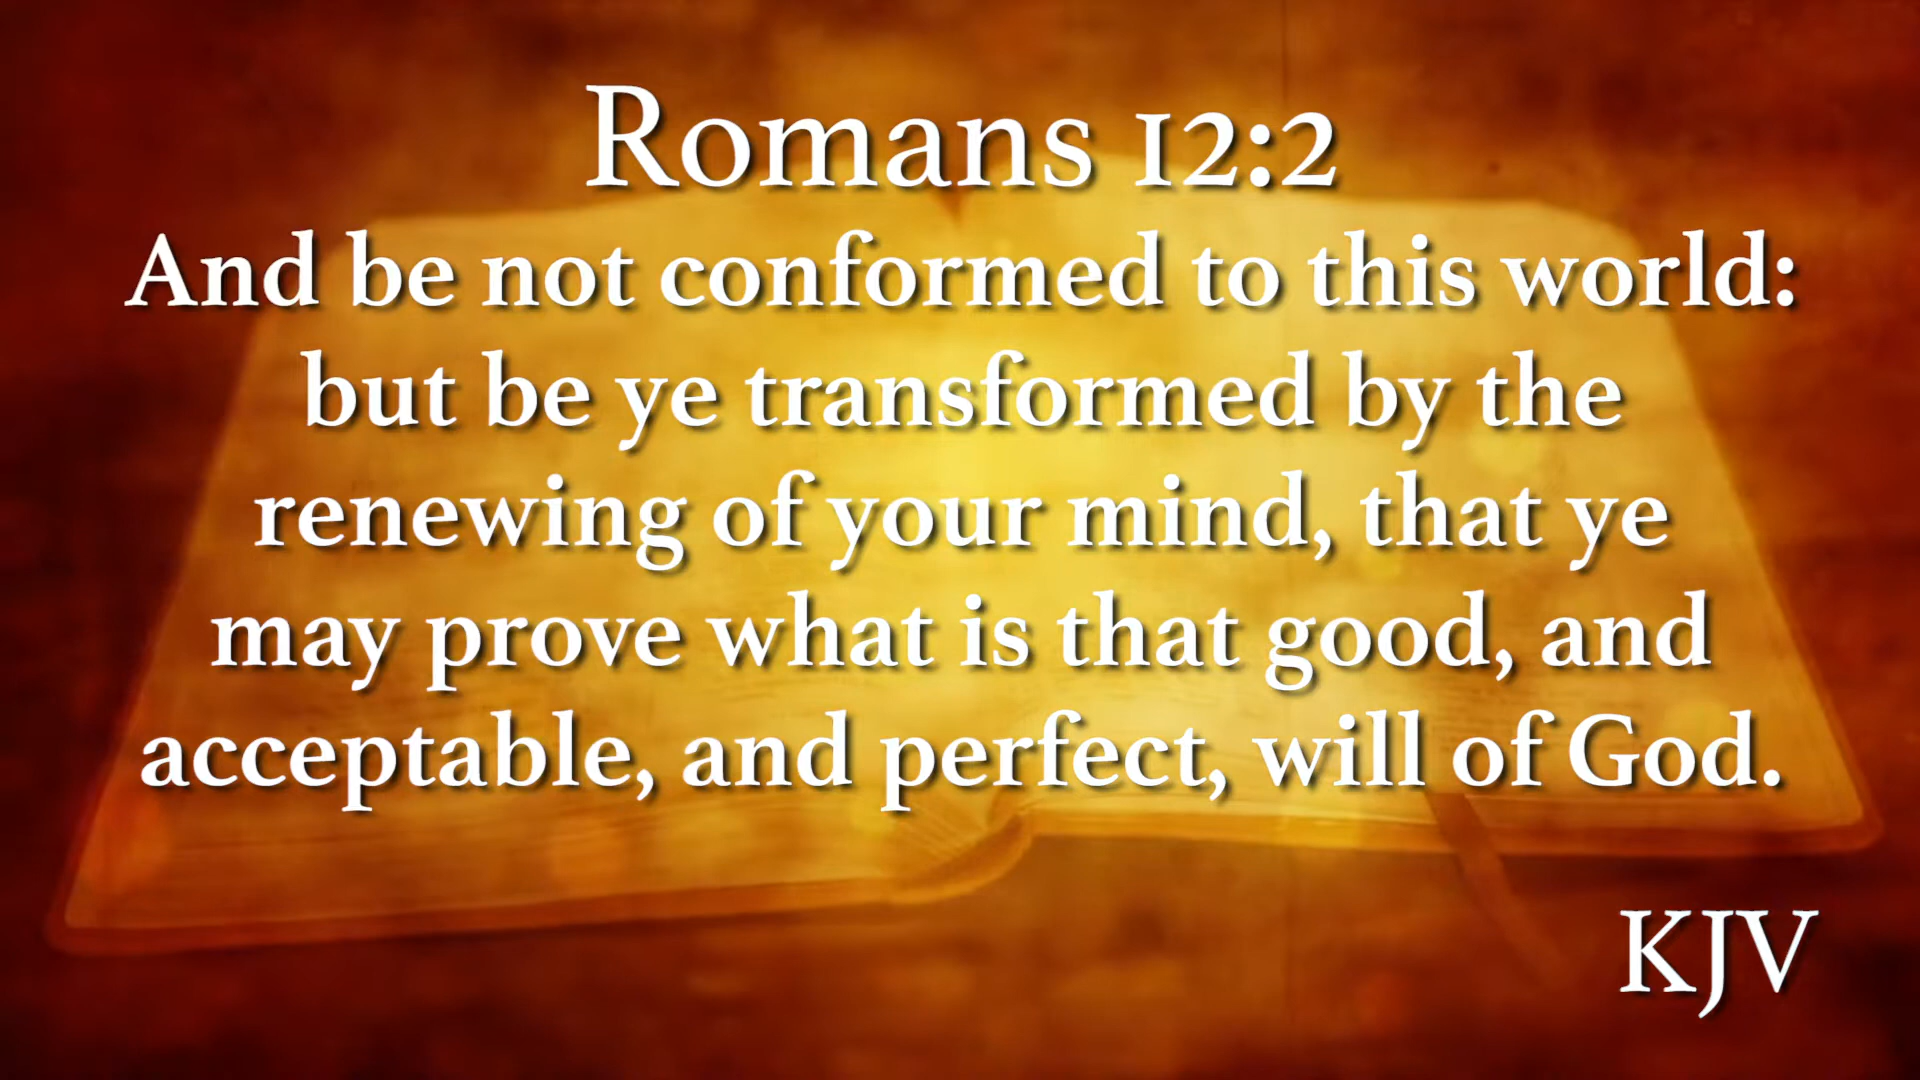 Romans 12:2
And be not conformed to this world:
but be ye transformed by the
renewing of your mind, that ye
may prove what is that good, and
acceptable, and perfect, will of God.
KJV